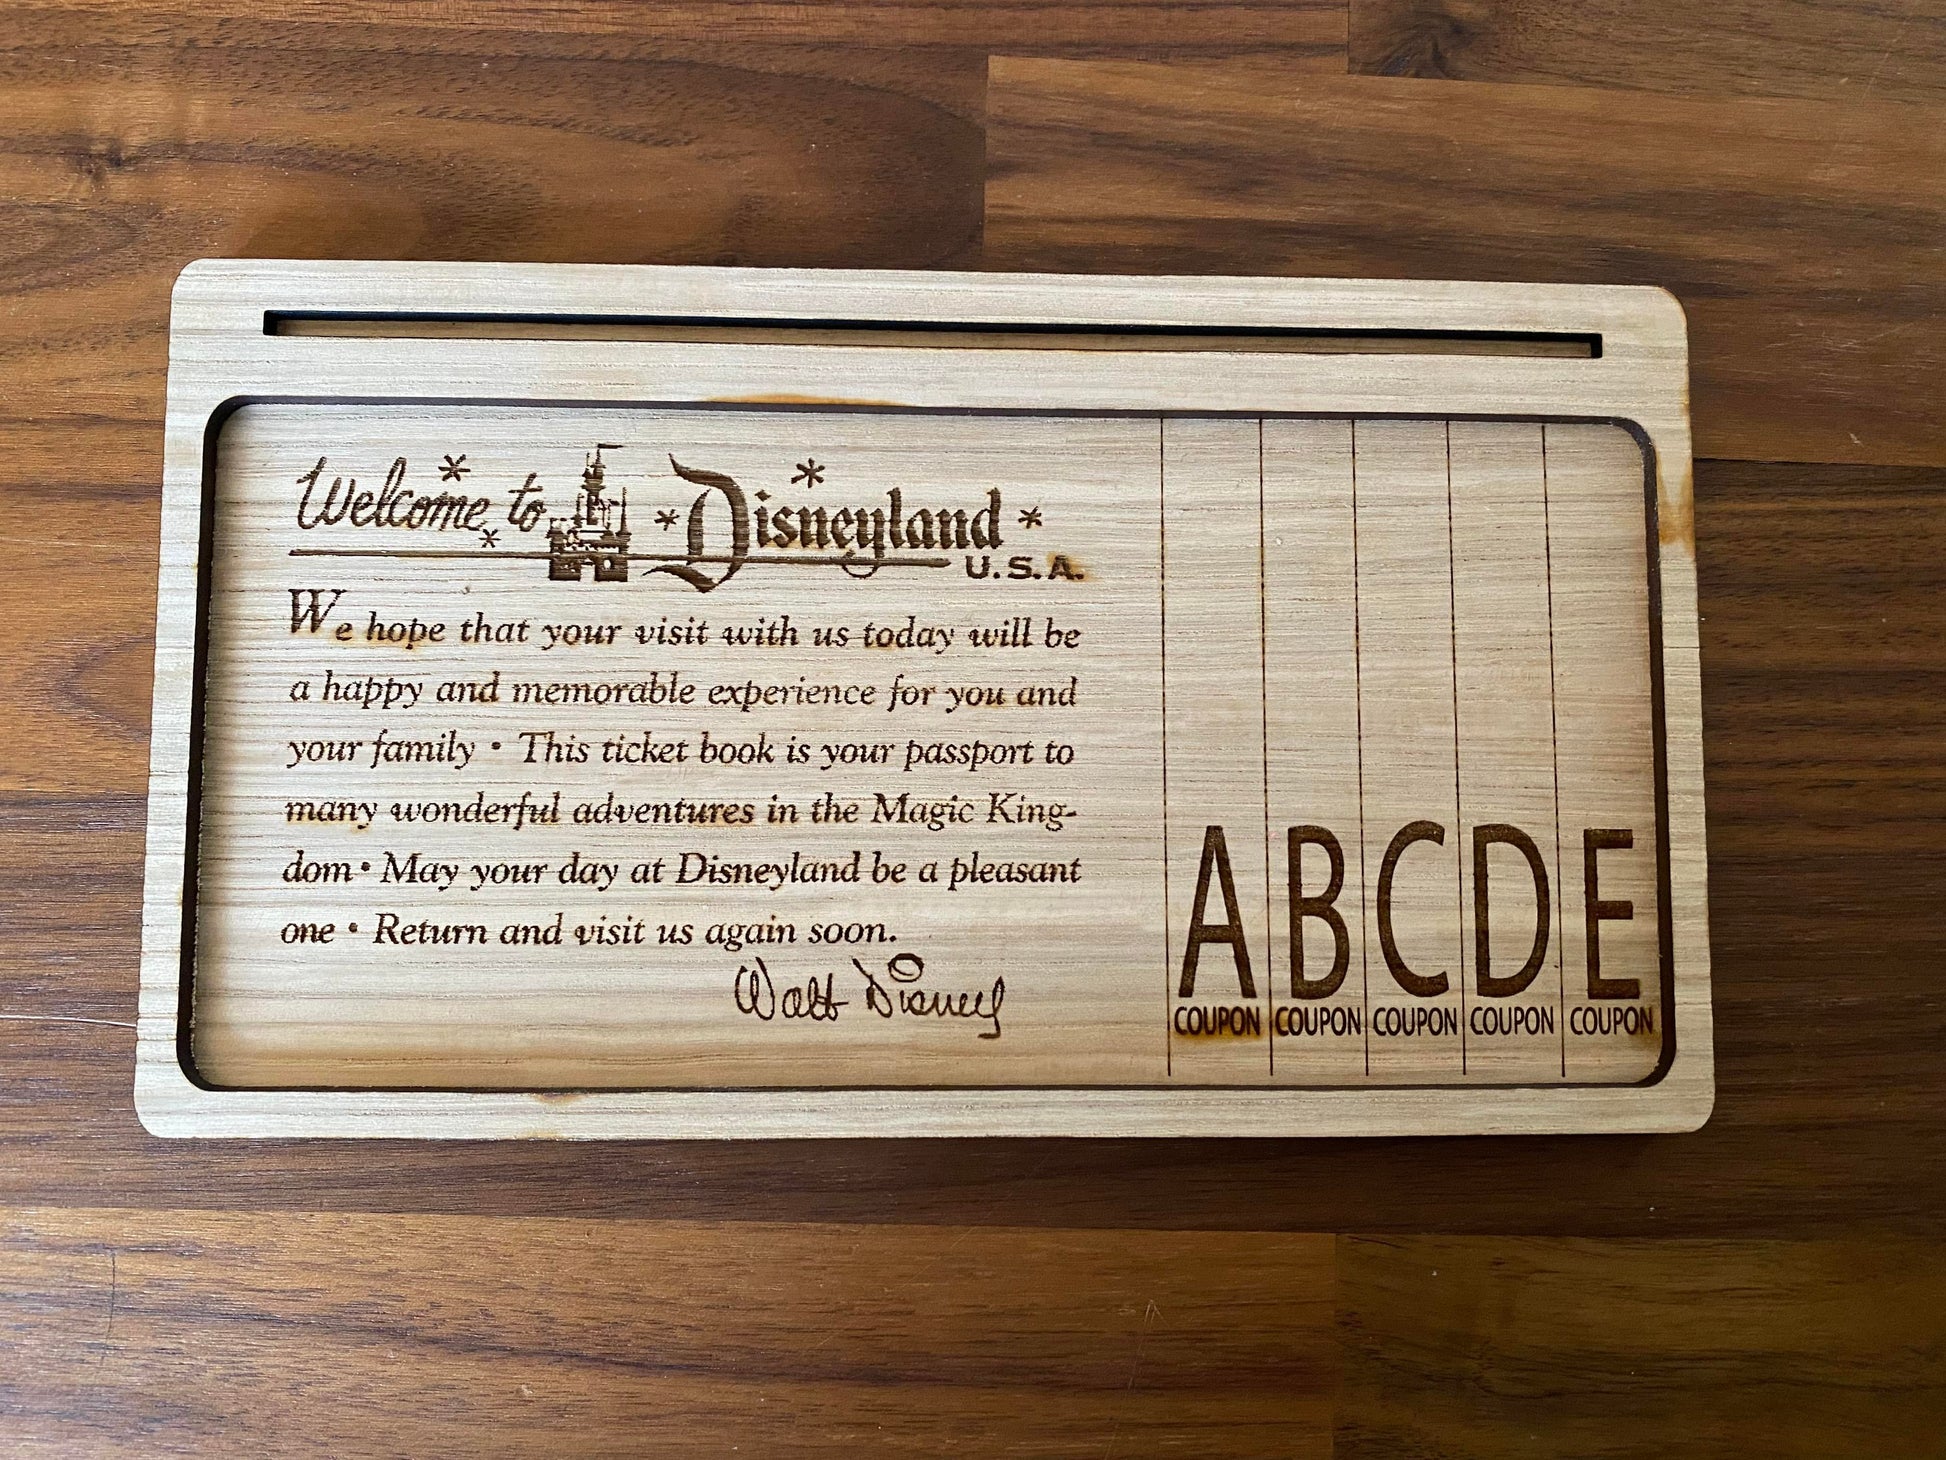 Welcome to Disneyland
U.S.A.
We hope that your visit with us today will be
a happy and memorable experience for you and
your family • This ticket book is your passport to
many wonderful adventures in the Magic King-
dom • May your day at Disneyland be a pleasant
one • Return and visit us again soon.
Walt Disney
A B C D E
COUPON COUPON COUPON COUPON COUPON